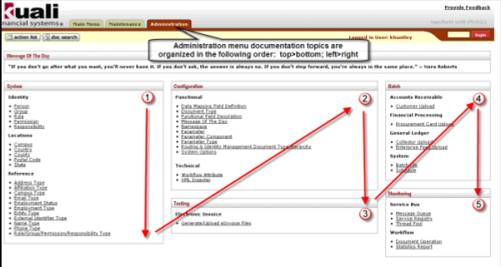 Kuali
nancial systems
Provide Feedback
Main Menu
Maintenance
Administration
action list
doc search
Logged in User: khuntley
login
Administration menu documentation topics are
organized in the following order: top>bottom; left>right
Message Of The Day
"If you don't go after what you want, you'll never have it. If you don't ask, the answer is always no. If you don't step forward, you're always in the same place." -- Nora Roberts
System
Identity
Person
Group
Role
Permission
Responsibility
Locations
Campus
Country
County
Postal Code
State
Reference
Address Type
Affiliation Type
Campus Type
Email Type
Employment Status
Employment Type
Entity Type
External Identifier Type
Name Type
Phone Type
Role/Group/Permission/Responsibility Type
1
Configuration
Functional
Data Mapping Field Definition
Document Type
Functional Field Description
Message Of The Day
Namespace
Parameter
Parameter Component
Parameter Type
Routing & Identity Management Document Type Hierarchy
System Options
Technical
Workflow Attribute
XML Ingester
2
Testing
Electronic Invoice
Generate/Upload eInvoice Files
3
Batch
Accounts Receivable
Customer Upload
Financial Processing
Procurement Card Upload
General Ledger
Collector Upload
Enterprise Feed Upload
System
Batch File
Schedule
4
Monitoring
Service Bus
Message Queue
Service Registry
Thread Pool
Workflow
Document Operation
Statistics Report
5